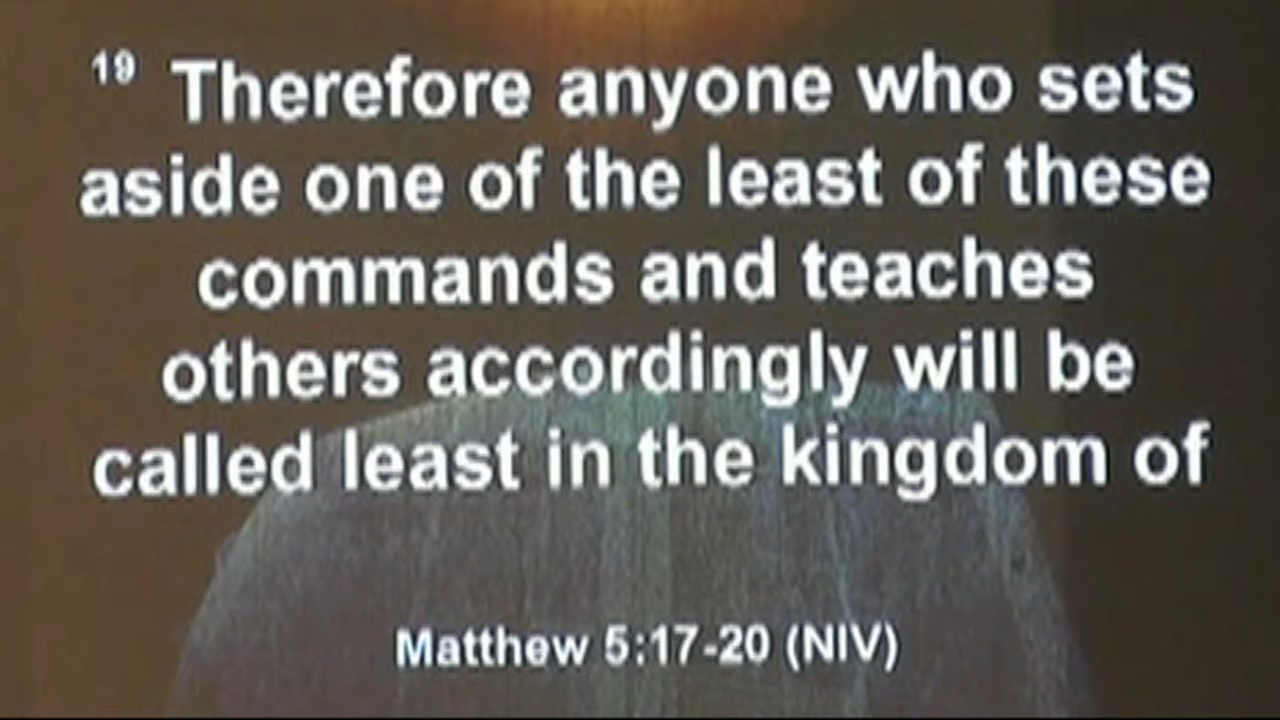 19 Therefore anyone who sets
aside one of the least of these
commands and teaches
others accordingly will be
called least in the kingdom of
Matthew 5:17-20 (NIV)